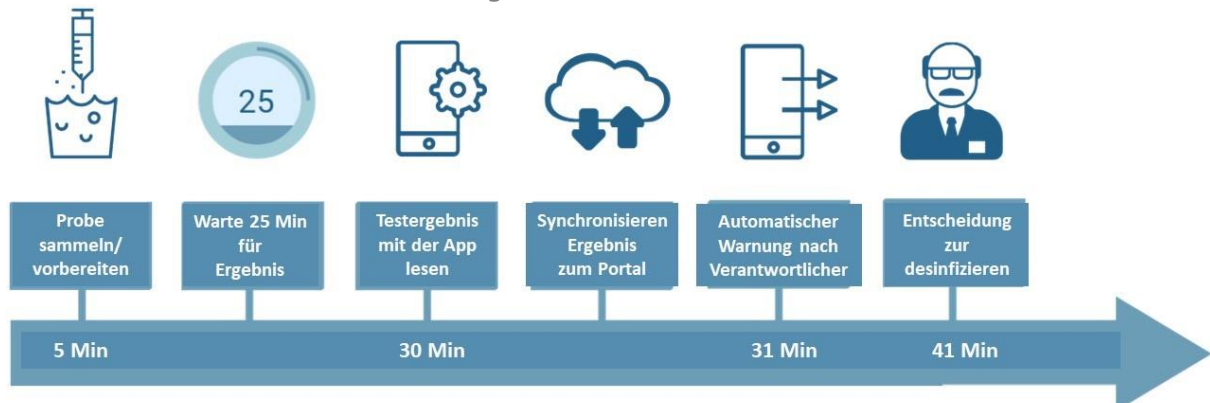 25
Probe
sammeln/
vorbereiten
Warte 25 Min
für
Ergebnis
Testergebnis
mit der App
lesen
Synchronisieren
Ergebnis
zum Portal
Automatischer
Warnung nach
Verantwortlicher
Entscheidung
zur
desinfizieren
5 Min
30 Min
31 Min
41 Min